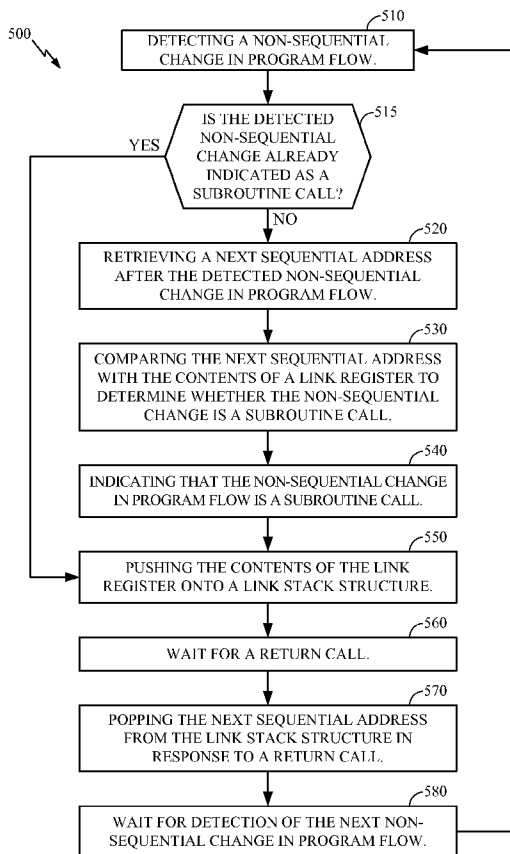 500
510
DETECTING A NON-SEQUENTIAL
CHANGE IN PROGRAM FLOW.
515
IS THE DETECTED
NON-SEQUENTIAL
CHANGE ALREADY
INDICATED AS A
SUBROUTINE CALL?
YES
NO
520
RETRIEVING A NEXT SEQUENTIAL ADDRESS
AFTER THE DETECTED NON-SEQUENTIAL
CHANGE IN PROGRAM FLOW.
530
COMPARING THE NEXT SEQUENTIAL ADDRESS
WITH THE CONTENTS OF A LINK REGISTER TO
DETERMINE WHETHER THE NON-SEQUENTIAL
CHANGE IS A SUBROUTINE CALL.
540
INDICATING THAT THE NON-SEQUENTIAL CHANGE
IN PROGRAM FLOW IS A SUBROUTINE CALL.
550
PUSHING THE CONTENTS OF THE LINK
REGISTER ONTO A LINK STACK STRUCTURE.
560
WAIT FOR A RETURN CALL.
570
POPPING THE NEXT SEQUENTIAL ADDRESS
FROM THE LINK STACK STRUCTURE IN
RESPONSE TO A RETURN CALL.
580
WAIT FOR DETECTION OF THE NEXT NON-
SEQUENTIAL CHANGE IN PROGRAM FLOW.